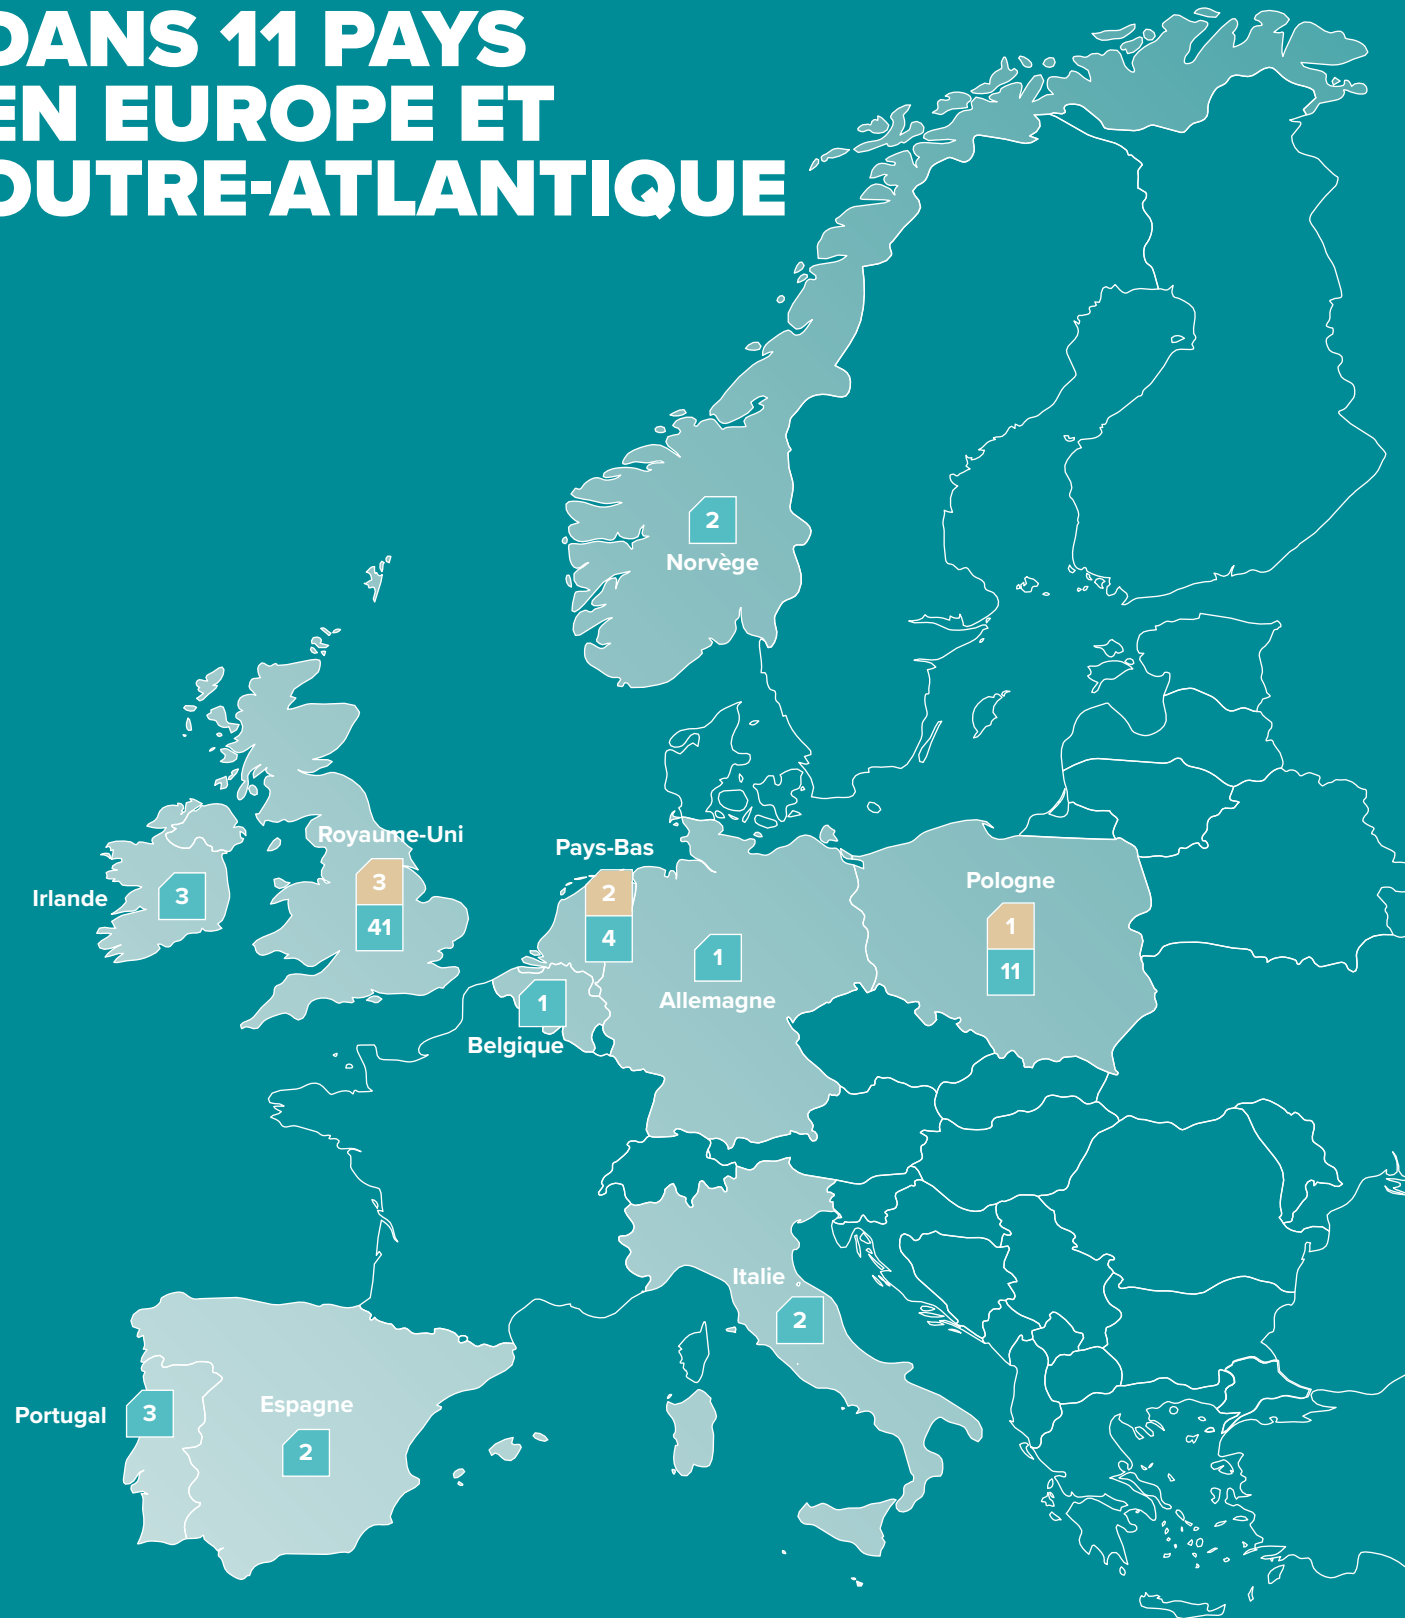 DANS 11 PAYS
EN EUROPE ET
OUTRE-ATLANTIQUE
2
Norvège
Royaume-Uni
3
41
Irlande
3
Pays-Bas
2
4
1
Belgique
1
Allemagne
Pologne
1
11
Italie
2
Portugal
3
Espagne
2